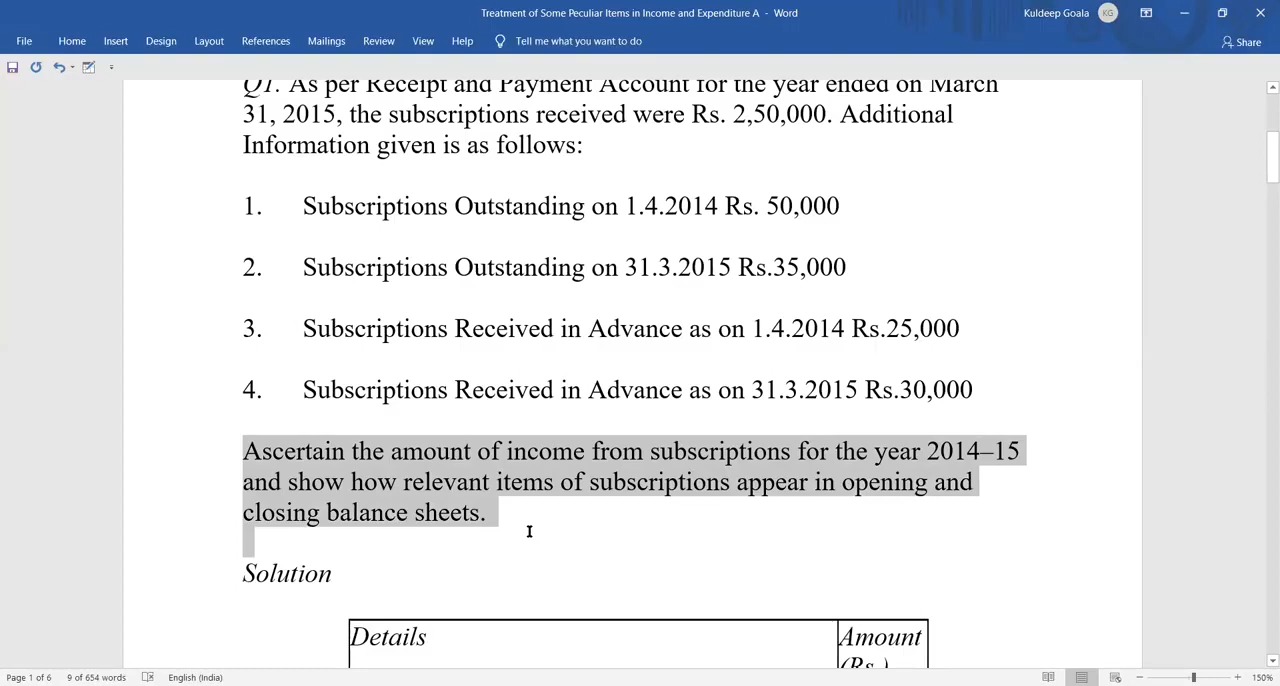 Treatment of Some Peculiar Items in Income and Expenditure A - Word
Kuldeep Goala KG
File Home Insert Design Layout References Mailings Review View Help Tell me what you want to do Share
Q1. As per Receipt and Payment Account for the year ended on March
31, 2015, the subscriptions received were Rs. 2,50,000. Additional
Information given is as follows:
1. Subscriptions Outstanding on 1.4.2014 Rs. 50,000
2. Subscriptions Outstanding on 31.3.2015 Rs.35,000
3. Subscriptions Received in Advance as on 1.4.2014 Rs.25,000
4. Subscriptions Received in Advance as on 31.3.2015 Rs.30,000
Ascertain the amount of income from subscriptions for the year 2014–15
and show how relevant items of subscriptions appear in opening and
closing balance sheets.
Solution
Details Amount
(Rs.)
Page 1 of 6 9 of 654 words English (India) 150%